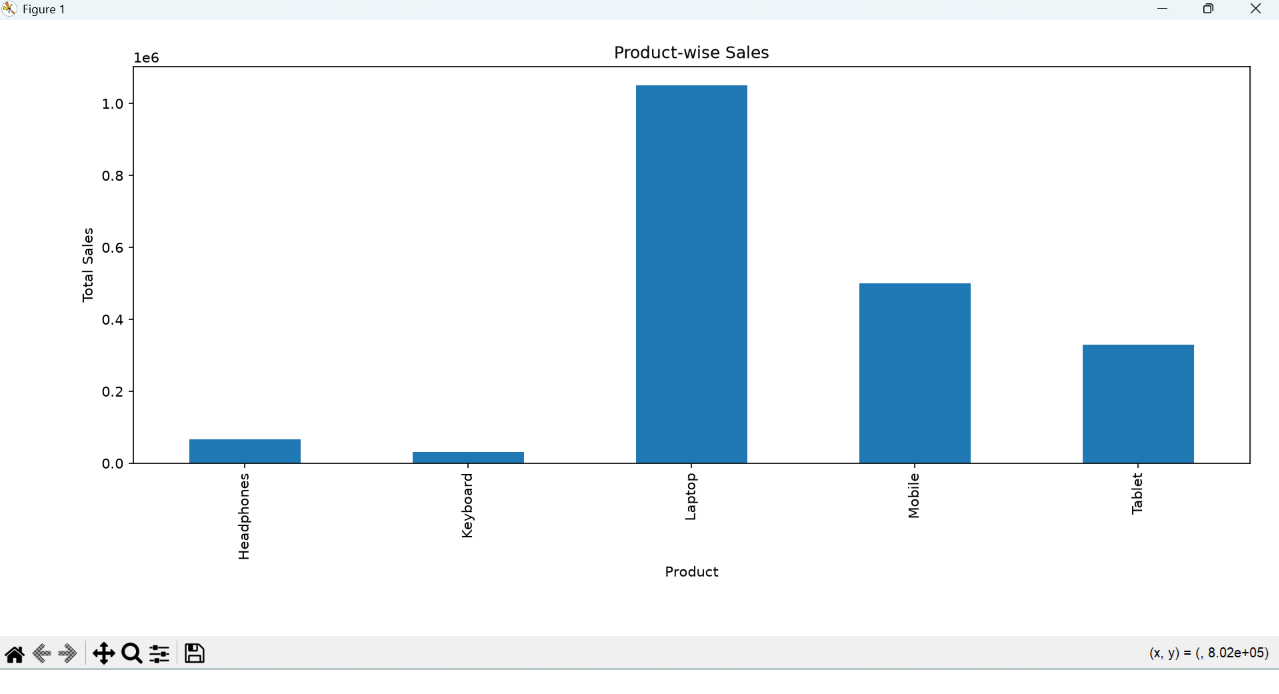 Figure 1
Product-wise Sales
1e6
1.0
0.8
0.6
0.4
0.2
0.0
Total Sales
Headphones
Keyboard
Laptop
Mobile
Tablet
Product
(x, y) = (, 8.02e+05)